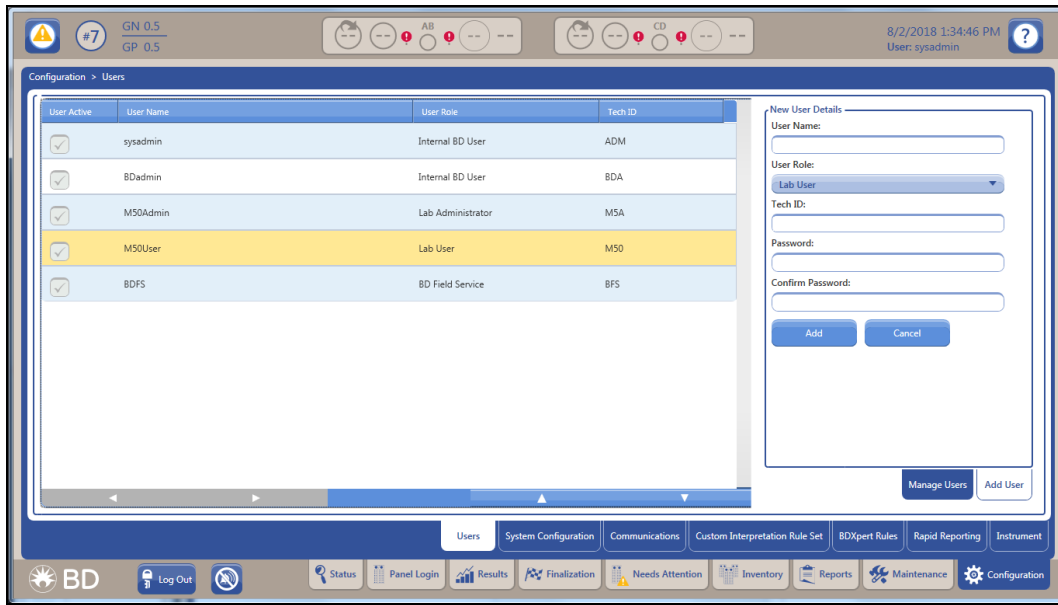 #7
GN 0.5
GP 0.5
-- -- AB -- --
-- -- CD -- --
8/2/2018 1:34:46 PM
User: sysadmin
?
Configuration > Users
User Active User Name User Role Tech ID
sysadmin Internal BD User ADM
BDadmin Internal BD User BDA
M50Admin Lab Administrator M5A
M50User Lab User M50
BDFS BD Field Service BFS
New User Details
User Name:
User Role:
Lab User
Tech ID:
Password:
Confirm Password:
Add Cancel
Manage Users Add User
Users System Configuration Communications Custom Interpretation Rule Set BDXpert Rules Rapid Reporting Instrument
BD Log Out Status Panel Login Results Finalization Needs Attention Inventory Reports Maintenance Configuration